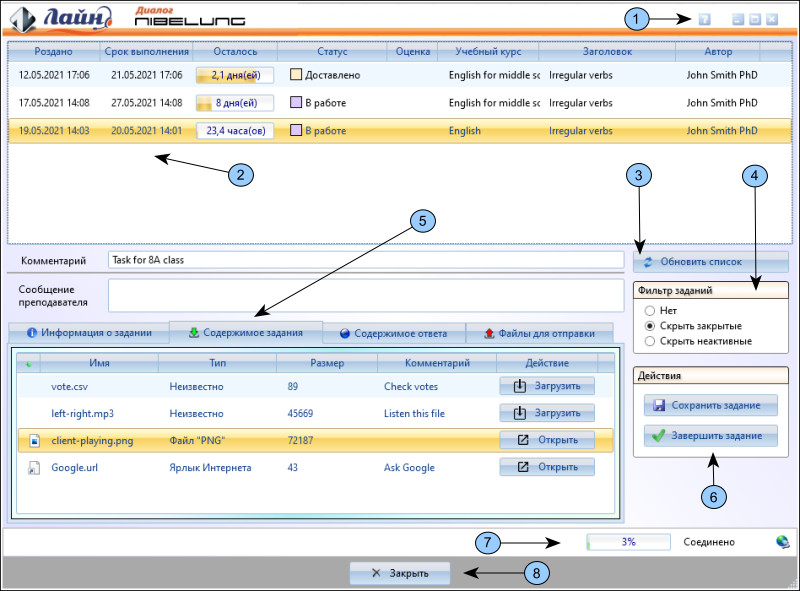 Лайн Диалог NIBELUNG
1
Роздано Срок выполнения Осталось Статус Оценка Учебный курс Заголовок Автор
12.05.2021 17:06 21.05.2021 17:06 2,1 дня(ей) Доставлено English for middle sc Irregular verbs John Smith PhD
17.05.2021 14:08 27.05.2021 14:08 8 дня(ей) В работе English for middle sc Irregular verbs John Smith PhD
19.05.2021 14:03 20.05.2021 14:01 23,4 часа(ов) В работе English Irregular verbs John Smith PhD
2
3
4
5
Комментарий Task for 8A class
Обновить список
Сообщение
преподавателя
Фильтр заданий
Нет
Скрыть закрытые
Скрыть неактивные
Информация о задании Содержимое задания Содержимое ответа Файлы для отправки
Имя Тип Размер Комментарий Действие
vote.csv Неизвестно 89 Check votes Загрузить
left-right.mp3 Неизвестно 45669 Listen this file Загрузить
client-playing.png Файл "PNG" 72187 Открыть
Google.url Ярлык Интернета 43 Ask Google Открыть
Действия
Сохранить задание
Завершить задание
6
7
3% Соединено
Закрыть
8